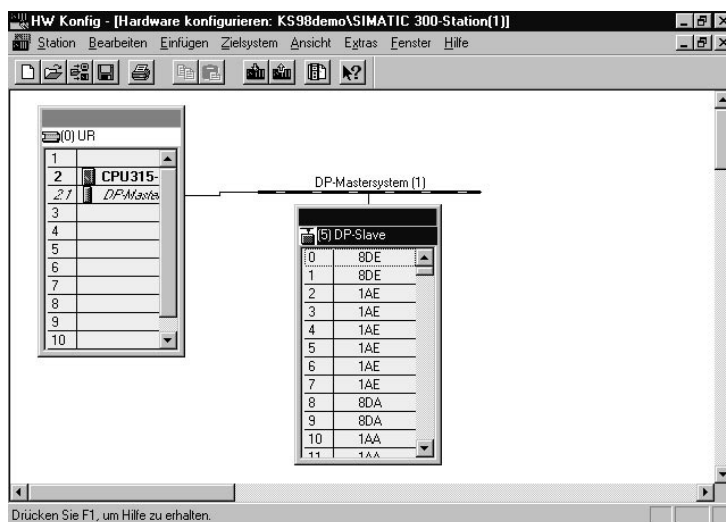 HW Konfig - [Hardware konfigurieren: KS98demo\SIMATIC 300-Station(1)]
Station Bearbeiten Einfügen Zielsystem Ansicht Extras Fenster Hilfe
(0) UR
1
2 CPU315-
2.1 DP-Maste
3
4
5
6
7
8
9
10
DP-Mastersystem (1)
(5) DP-Slave
0 8DE
1 8DE
2 1AE
3 1AE
4 1AE
5 1AE
6 1AE
7 1AE
8 8DA
9 8DA
10 1AA
11 1AA
Drücken Sie F1, um Hilfe zu erhalten.